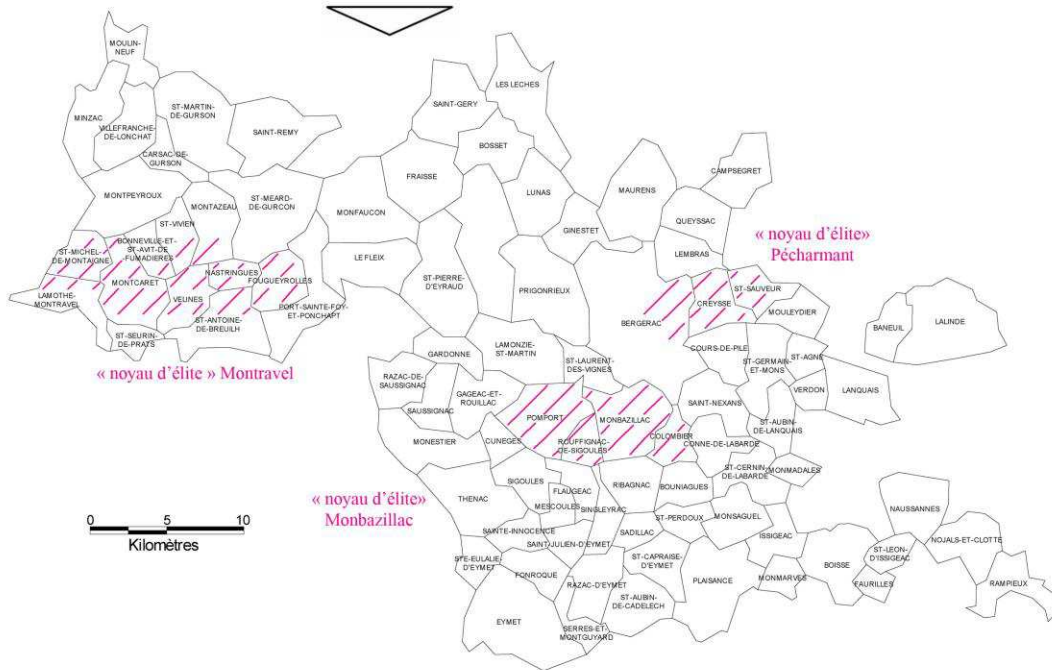 MOULIN-
NEUF
MINZAC
VILLEFRANCHE-
DE-LONCHAT
ST-MARTIN-
DE-GURSON
CARSAC-DE-
GURSON
SAINT-REMY
MONTPEYROUX
ST-VIVIEN
MONTAZEAU
ST-MEARD-
DE-GURCON
ST-MICHEL-
DE-MONTAIGNE
BONNEVILLE-ET-
ST-AVIT-DE-
FUMADIERES
LAMOTHE-
MONTRAVEL
MONTCARET
VELINES
NASTRINGUES
FOUGUEYROLLES
ST-ANTOINE-
DE-BREUILH
PORT-SAINTE-FOY-
ET-PONCHAPT
ST-SEURIN-
DE-PRATS
« noyau d'élite » Montravel
LES LECHES
SAINT-GERY
BOSSET
FRAISSE
MONFAUCON
LE FLEIX
LUNAS
GINESTET
ST-PIERRE-
D'EYRAUD
PRIGONRIEUX
MAURENS
CAMPSEGRET
QUEYSSAC
LEMBRAS
« noyau d'élite»
Pécharmant
ST-SAUVEUR
CREYSSE
BERGERAC
MOULEYDIER
BANEUIL
LALINDE
COURS-DE-PILE
ST-GERMAIN-
ET-MONS
ST-AGNE
VERDON
LANQUAIS
LAMONZIE-
ST-MARTIN
ST-LAURENT-
DES-VIGNES
GARDONNE
RAZAC-DE-
SAUSSIGNAC
GAGEAC-ET-
ROUILLAC
SAUSSIGNAC
MONESTIER
CUNEGES
POMPORT
MONBAZILLAC
ROUFFIGNAC-
DE-SIGOULES
COLOMBIER
SAINT-NEXANS
CONNE-DE-LABARDE
ST-AUBIN-
DE-LANQUAIS
ST-CERNIN-
DE-LABARDE
MONMADALES
« noyau d'élite»
Monbazillac
THENAC
SIGOULES
FLAUGEAC
MESCOULES
SINGLEYRAC
RIBAGNAC
BOUNIAGUES
ST-PERDOUX
MONSAGUEL
ISSIGEAC
SAINTE-INNOCENCE
SAINT-JULIEN-D'EYMET
SADILLAC
STE-EULALIE-
D'EYMET
FONROQUE
RAZAC-D'EYMET
ST-CAPRAISE-
D'EYMET
ST-AUBIN-
DE-CADELECH
PLAISANCE
MONMARVES
BOISSE
ST-LEON-
D'ISSIGEAC
FAURILLES
NAUSSANNES
NOJALS-ET-CLOTTE
RAMPIEUX
EYMET
SERRES-ET-
MONTGUYARD
0 5 10
Kilomètres